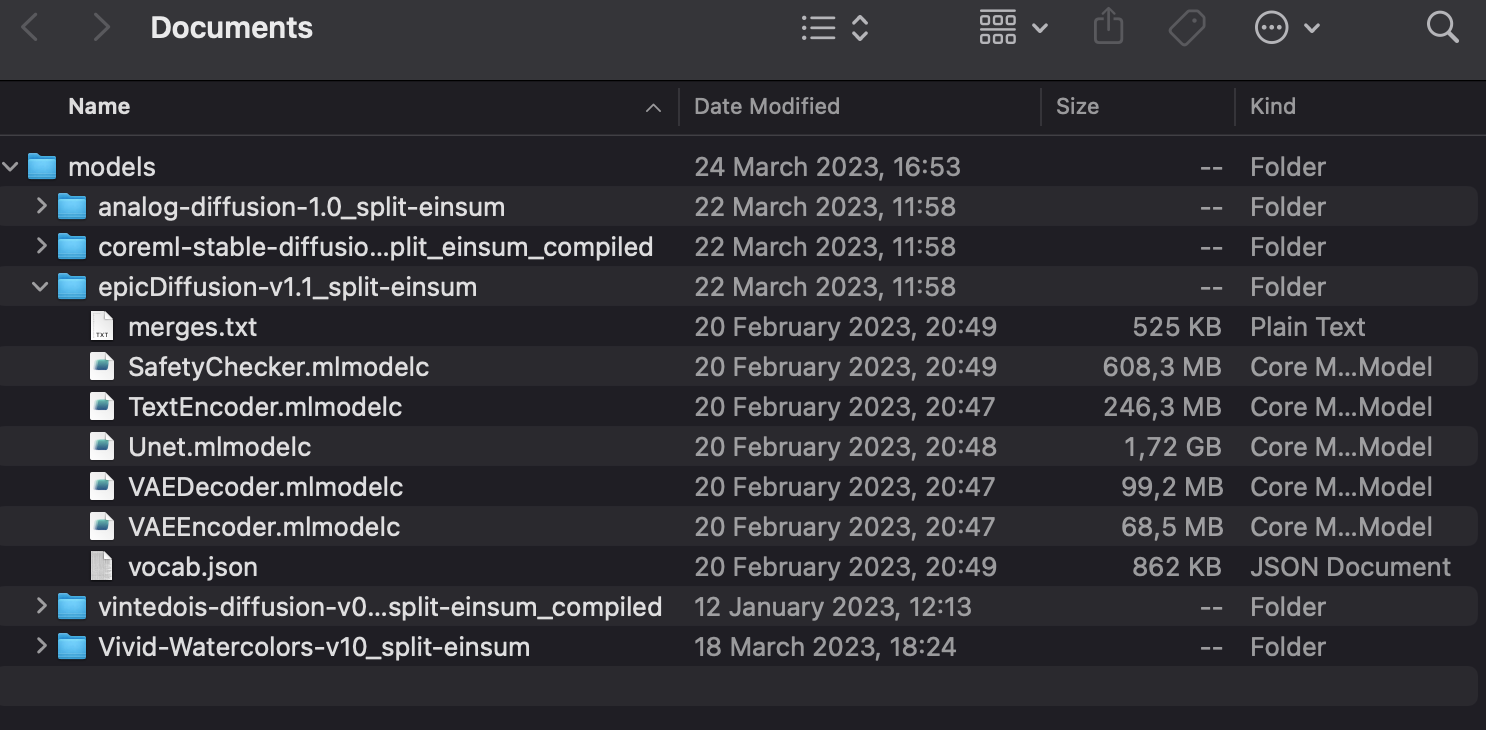 Documents
Name Date Modified Size Kind
models 24 March 2023, 16:53 -- Folder
analog-diffusion-1.0_split-einsum 22 March 2023, 11:58 -- Folder
coreml-stable-diffusio...plit_einsum_compiled 22 March 2023, 11:58 -- Folder
epicDiffusion-v1.1_split-einsum 22 March 2023, 11:58 -- Folder
merges.txt 20 February 2023, 20:49 525 KB Plain Text
SafetyChecker.mlmodelc 20 February 2023, 20:49 608,3 MB Core M...Model
TextEncoder.mlmodelc 20 February 2023, 20:47 246,3 MB Core M...Model
Unet.mlmodelc 20 February 2023, 20:48 1,72 GB Core M...Model
VAEDecoder.mlmodelc 20 February 2023, 20:47 99,2 MB Core M...Model
VAEEncoder.mlmodelc 20 February 2023, 20:47 68,5 MB Core M...Model
vocab.json 20 February 2023, 20:49 862 KB JSON Document
vintedois-diffusion-v0...split-einsum_compiled 12 January 2023, 12:13 -- Folder
Vivid-Watercolors-v10_split-einsum 18 March 2023, 18:24 -- Folder